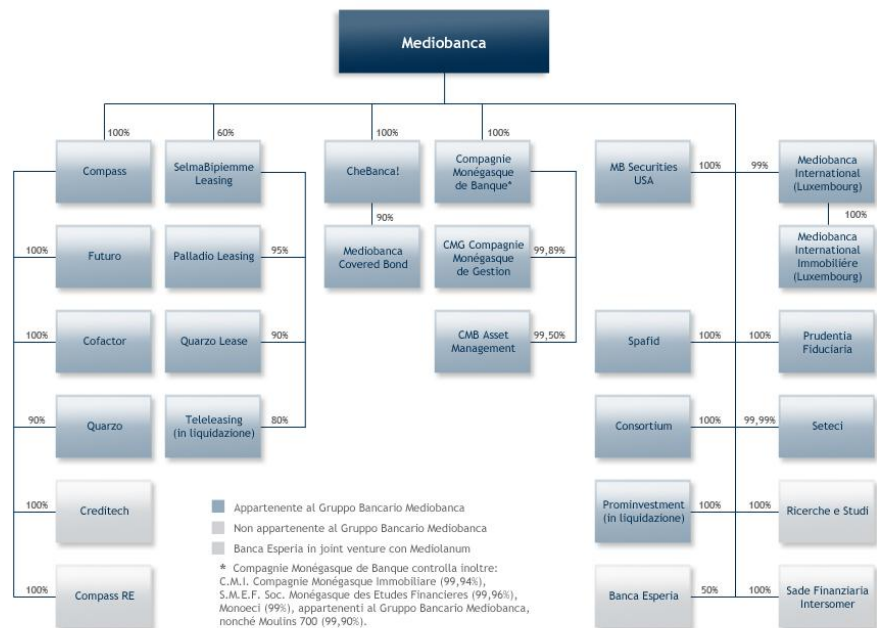 Mediobanca
100%
60%
100%
100%
Compass
SelmaBipiemme
Leasing
CheBanca!
Compagnie
Monégasque
de Banque*
MB Securities
USA
100%
99%
Mediobanca
International
(Luxembourg)
90%
100%
100%
Futuro
Palladio Leasing
95%
Mediobanca
Covered Bond
CMG Compagnie
Monégasque
de Gestion
99,89%
Mediobanca
International
Immobiliére
(Luxembourg)
100%
Cofactor
Quarzo Lease
90%
CMB Asset
Management
99,50%
Spafid
100%
100%
Prudentia
Fiduciaria
90%
Quarzo
Teleleasing
(in liquidazione)
80%
Consortium
100%
99,99%
Seteci
100%
Creditech
Prominvestment
(in liquidazione)
100%
100%
Ricerche e Studi
100%
Compass RE
Banca Esperia
50%
100%
Sade Finanziaria
Intersomer
Appartenente al Gruppo Bancario Mediobanca
Non appartenente al Gruppo Bancario Mediobanca
Banca Esperia in joint venture con Mediolanum
* Compagnie Monégasque de Banque controlla inoltre:
C.M.I. Compagnie Monégasque Immobiliare (99,94%),
S.M.E.F. Soc. Monégasque des Etudes Financieres (99,96%),
Monoeci (99%), appartenenti al Gruppo Bancario Mediobanca,
nonché Moulins 700 (99,90%).